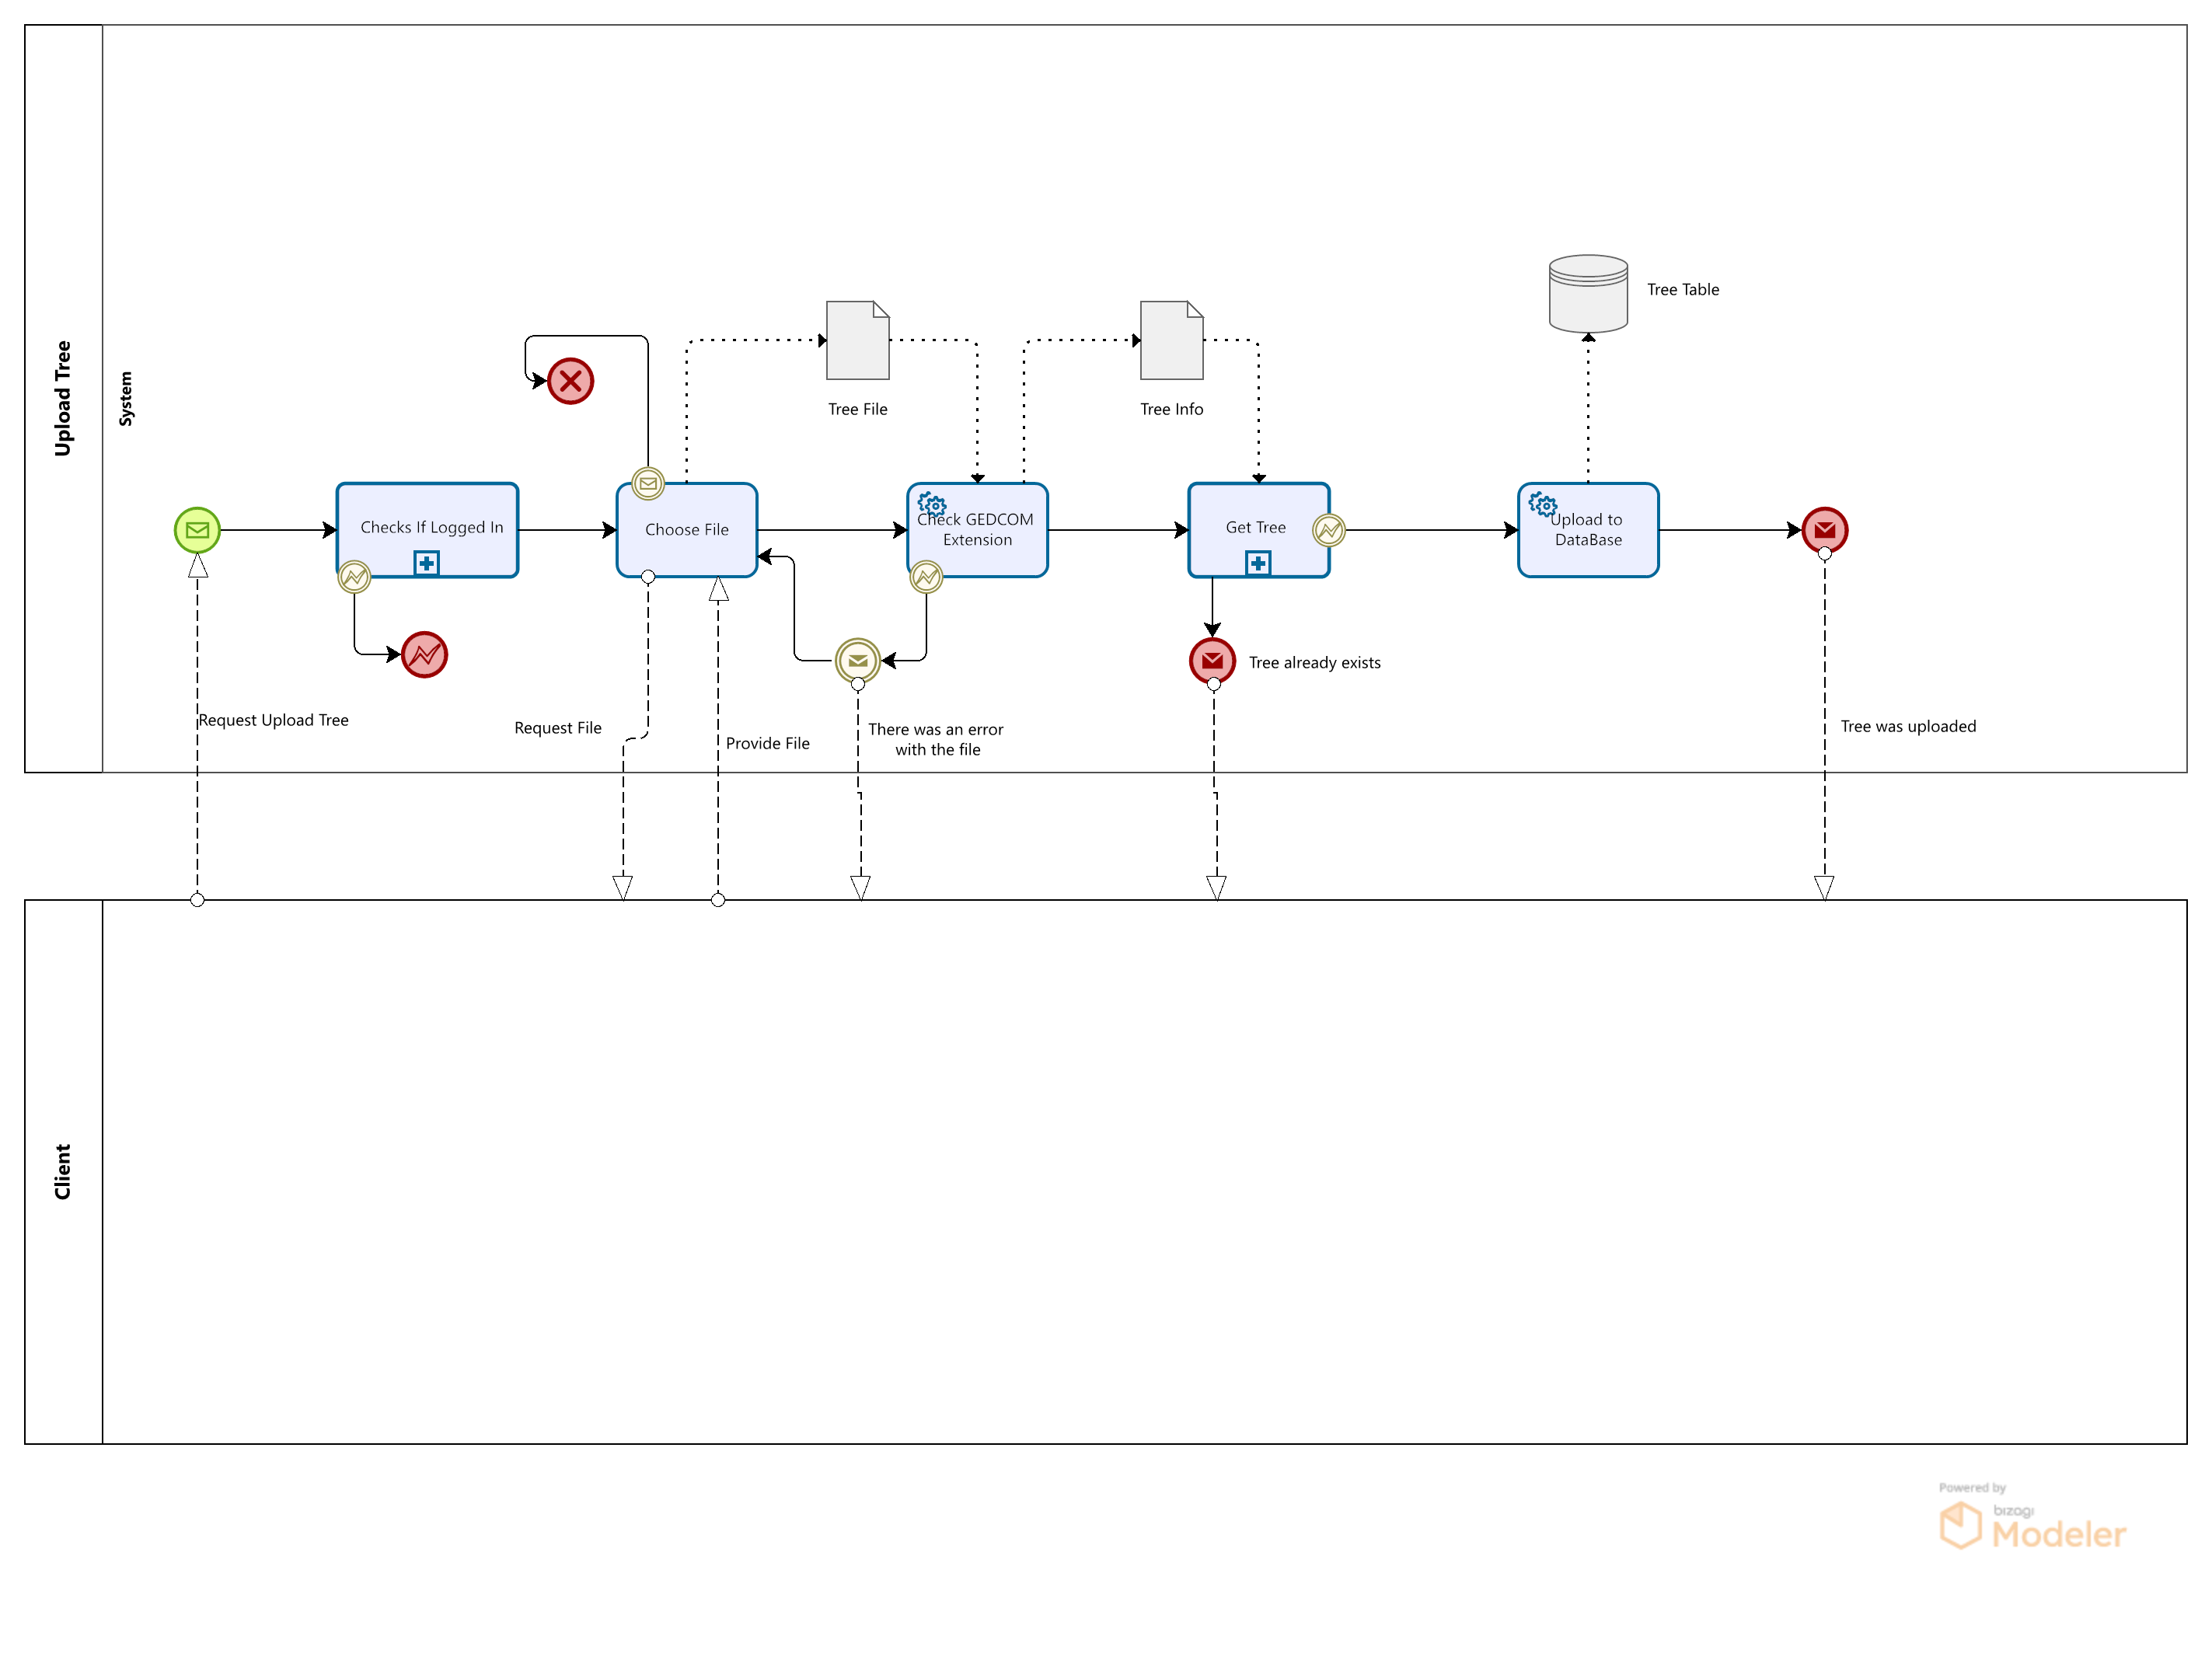 Upload Tree
System
Tree Table
Tree File
Tree Info
Checks If Logged In
Choose File
Check GEDCOM
Extension
Get Tree
Upload to
DataBase
Tree already exists
Request Upload Tree
Request File
Provide File
There was an error
with the file
Tree was uploaded
Client
Powered by
bizagi
Modeler